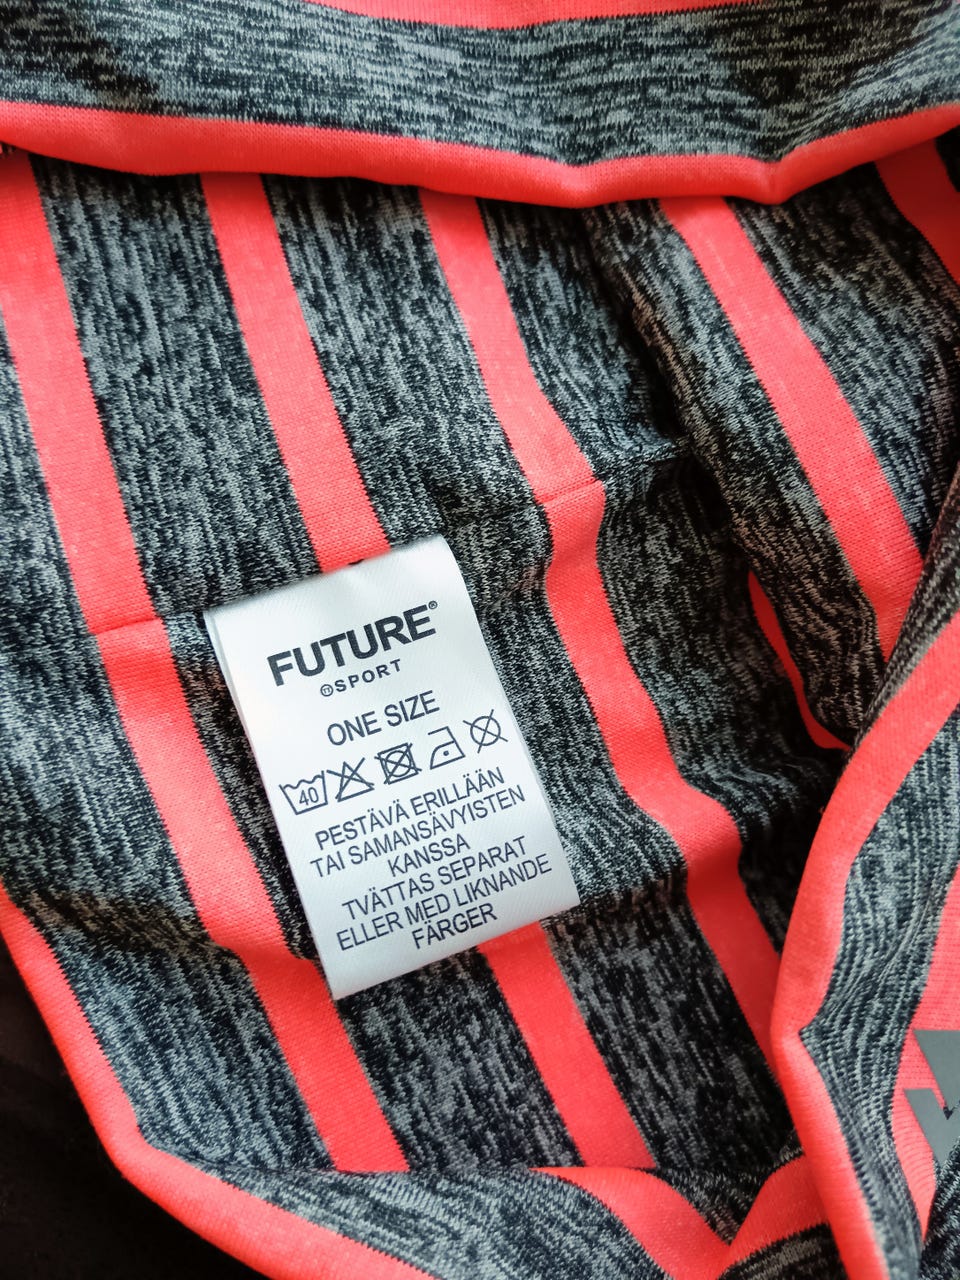 FUTURE®
SPORT
ONE SIZE
40
PESTÄVÄ ERILLÄÄN
TAI SAMANSÄVYISTEN
KANSSA
TVÄTTAS SEPARAT
ELLER MED LIKNANDE
FÄRGER